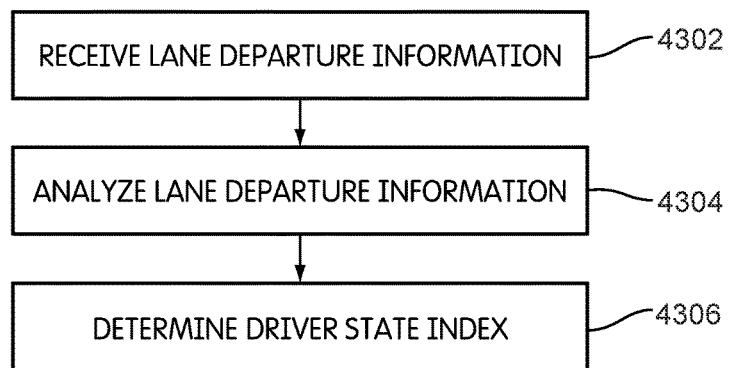 RECEIVE LANE DEPARTURE INFORMATION
4302
ANALYZE LANE DEPARTURE INFORMATION
4304
DETERMINE DRIVER STATE INDEX
4306